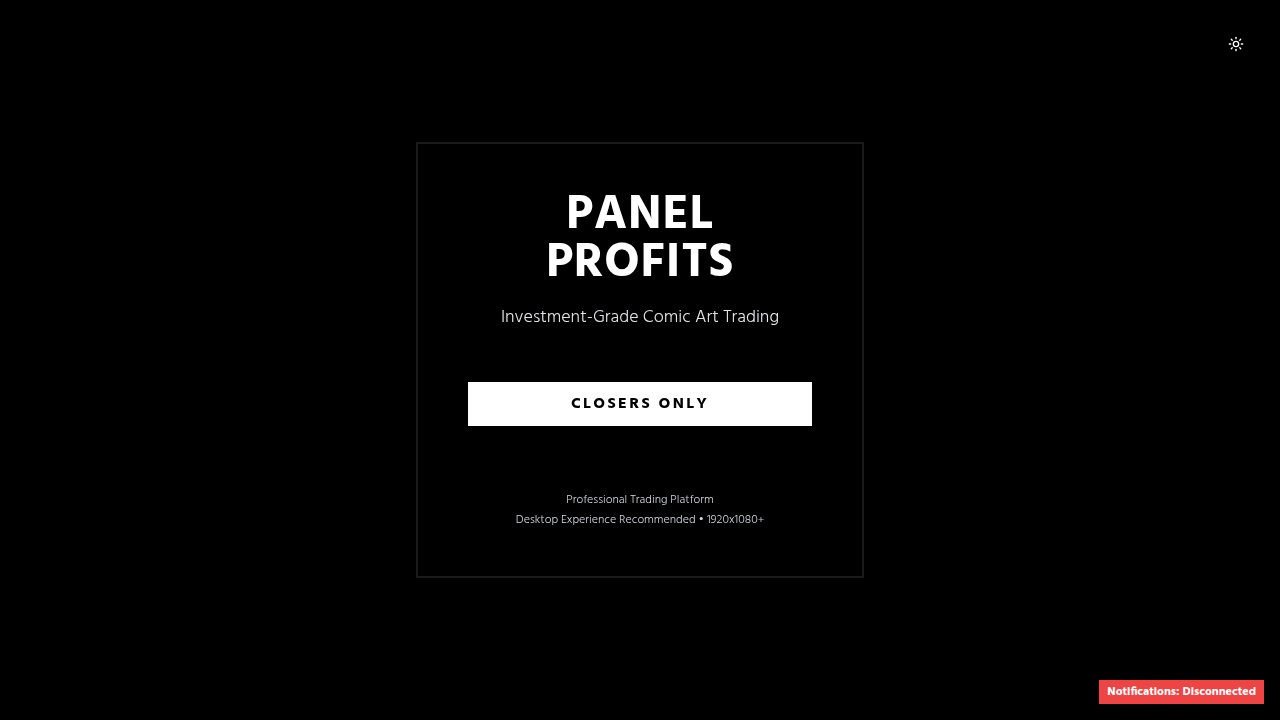 PANEL
PROFITS
Investment-Grade Comic Art Trading
CLOSERS ONLY
Professional Trading Platform
Desktop Experience Recommended • 1920x1080+
Notifications: Disconnected